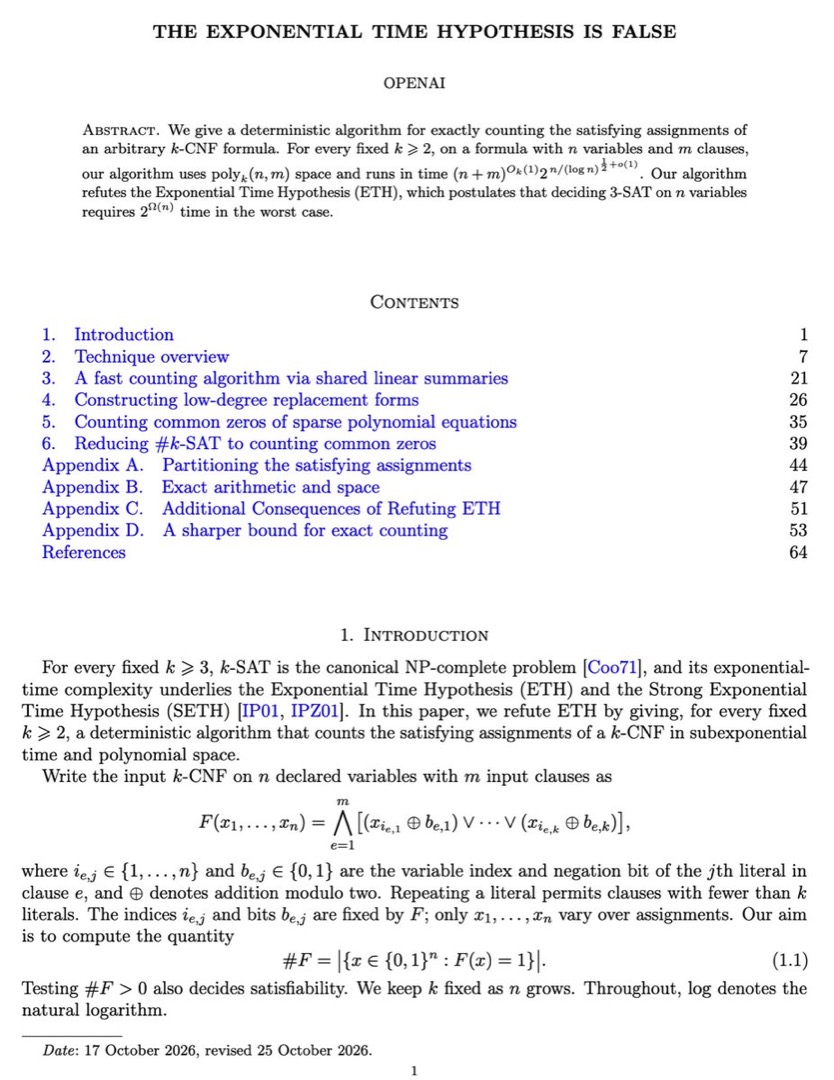 THE EXPONENTIAL TIME HYPOTHESIS IS FALSE
OPENAI
ABSTRACT. We give a deterministic algorithm for exactly counting the satisfying assignments of
an arbitrary k-CNF formula. For every fixed k ⩾ 2, on a formula with n variables and m clauses,
our algorithm uses poly_k(n, m) space and runs in time (n + m)^{O_k(1)} 2^{n/(log n)^{1/2+o(1)}}. Our algorithm
refutes the Exponential Time Hypothesis (ETH), which postulates that deciding 3-SAT on n variables
requires 2^{Ω(n)} time in the worst case.
CONTENTS
1. Introduction 1
2. Technique overview 7
3. A fast counting algorithm via shared linear summaries 21
4. Constructing low-degree replacement forms 26
5. Counting common zeros of sparse polynomial equations 35
6. Reducing #k-SAT to counting common zeros 39
Appendix A. Partitioning the satisfying assignments 44
Appendix B. Exact arithmetic and space 47
Appendix C. Additional Consequences of Refuting ETH 51
Appendix D. A sharper bound for exact counting 53
References 64
1. INTRODUCTION
For every fixed k ⩾ 3, k-SAT is the canonical NP-complete problem [Coo71], and its exponential-
time complexity underlies the Exponential Time Hypothesis (ETH) and the Strong Exponential
Time Hypothesis (SETH) [IP01, IPZ01]. In this paper, we refute ETH by giving, for every fixed
k ⩾ 2, a deterministic algorithm that counts the satisfying assignments of a k-CNF in subexponential
time and polynomial space.
Write the input k-CNF on n declared variables with m input clauses as
F(x_1, . . . , x_n) = ⋀_{e=1}^{m} [(x_{i_{e,1}} ⊕ b_{e,1}) ∨ · · · ∨ (x_{i_{e,k}} ⊕ b_{e,k})],
where i_{e,j} ∈ {1, . . . , n} and b_{e,j} ∈ {0, 1} are the variable index and negation bit of the jth literal in
clause e, and ⊕ denotes addition modulo two. Repeating a literal permits clauses with fewer than k
literals. The indices i_{e,j} and bits b_{e,j} are fixed by F; only x_1, . . . , x_n vary over assignments. Our aim
is to compute the quantity
#F = |{x ∈ {0, 1}^n : F(x) = 1}|. (1.1)
Testing #F > 0 also decides satisfiability. We keep k fixed as n grows. Throughout, log denotes the
natural logarithm.
Date: 17 October 2026, revised 25 October 2026.
1